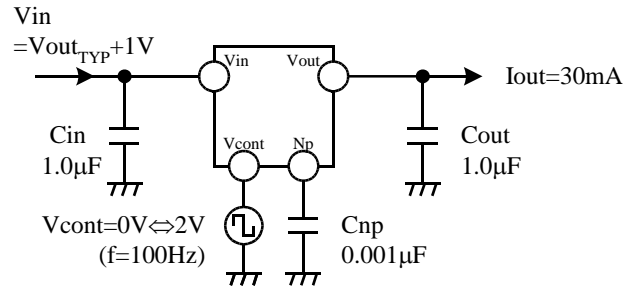 Vin
=VoutTYP+1V
Vin
Vout
Iout=30mA
Cin
1.0μF
Vcont
Np
Cout
1.0μF
Vcont=0V⇔2V
(f=100Hz)
Cnp
0.001μF